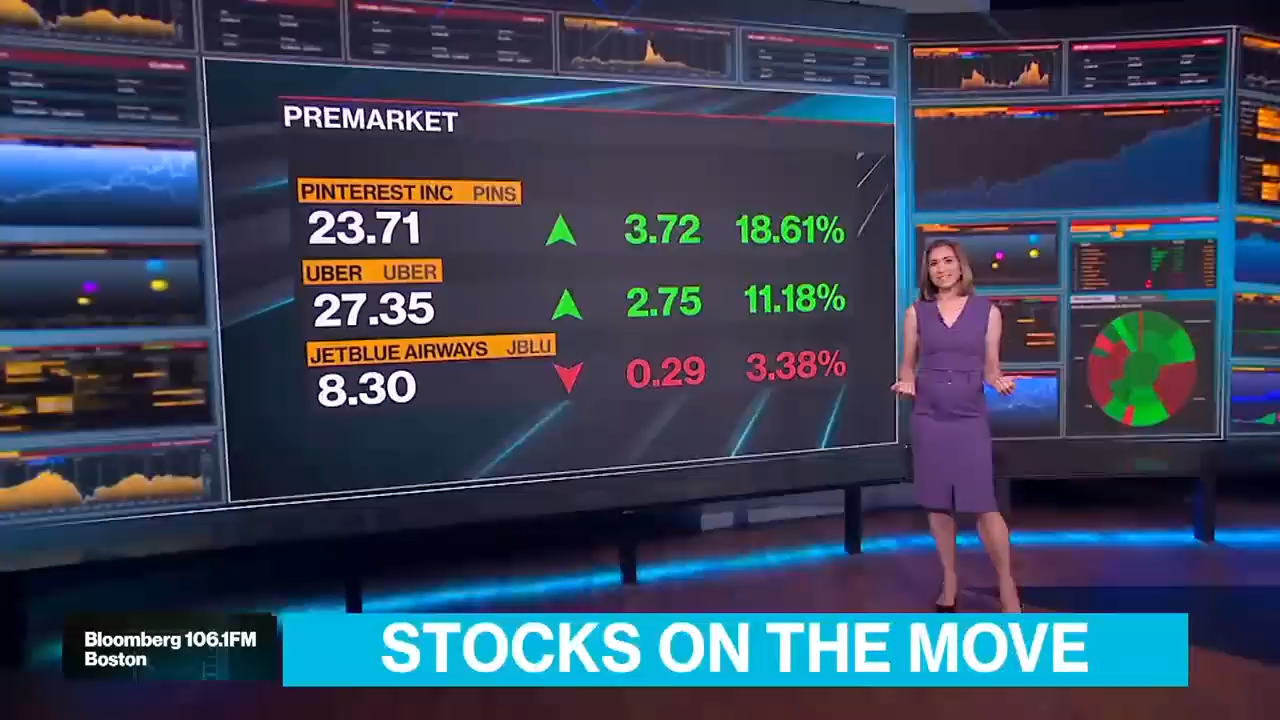 PREMARKET
PINTEREST INC PINS
23.71 3.72 18.61%
UBER UBER
27.35 2.75 11.18%
JETBLUE AIRWAYS JBLU
8.30 0.29 3.38%
Bloomberg 106.1FM
Boston
STOCKS ON THE MOVE